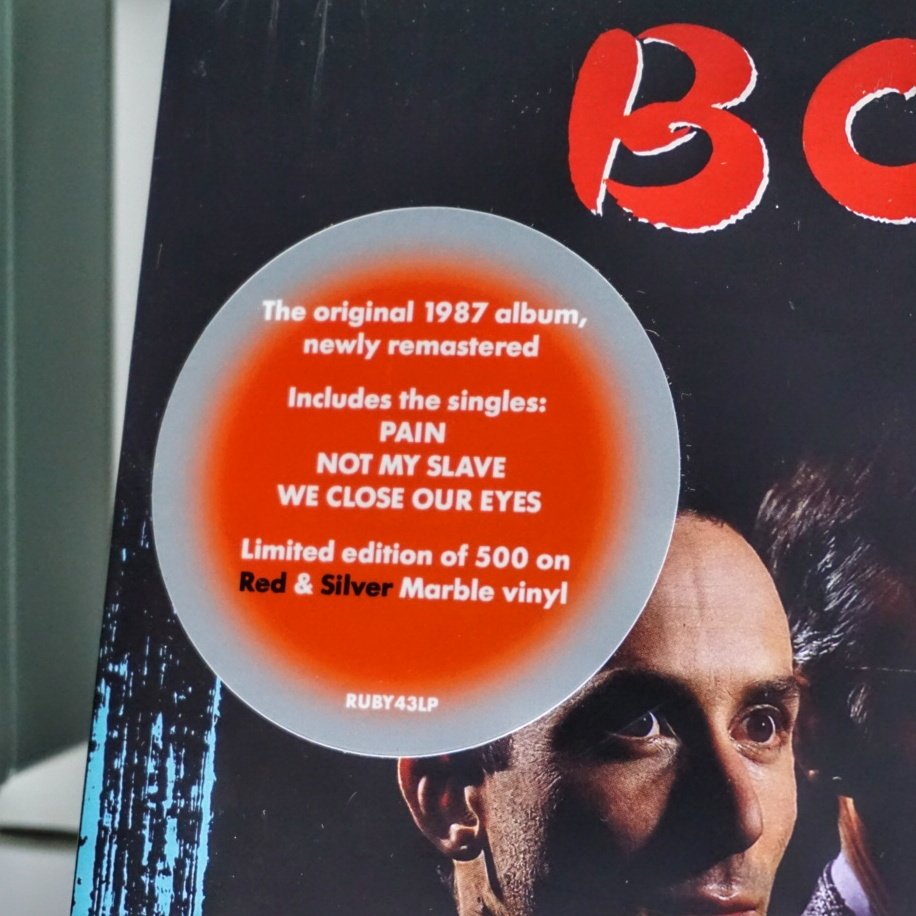 BO
The original 1987 album,
newly remastered
Includes the singles:
PAIN
NOT MY SLAVE
WE CLOSE OUR EYES
Limited edition of 500 on
Red & Silver Marble vinyl
RUBY43LP